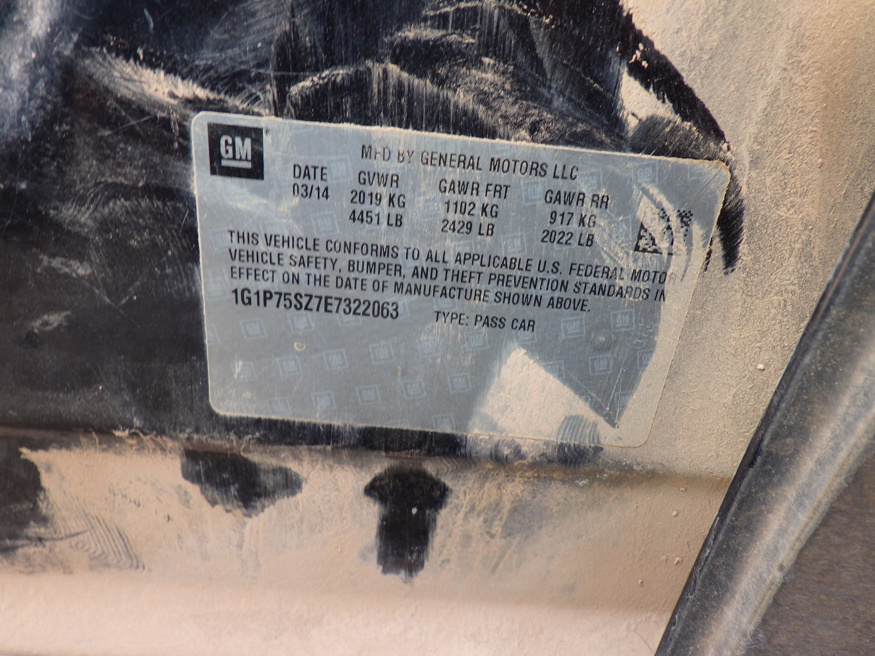 GM
MFD BY GENERAL MOTORS LLC
DATE GVWR GAWR FRT GAWR RR
03/14 2019 KG 1102 KG 917 KG
4451 LB 2429 LB 2022 LB
THIS VEHICLE CONFORMS TO ALL APPLICABLE U.S. FEDERAL MOTOR
VEHICLE SAFETY, BUMPER, AND THEFT PREVENTION STANDARDS IN
EFFECT ON THE DATE OF MANUFACTURE SHOWN ABOVE.
1G1P75SZ7E7322063 TYPE: PASS CAR